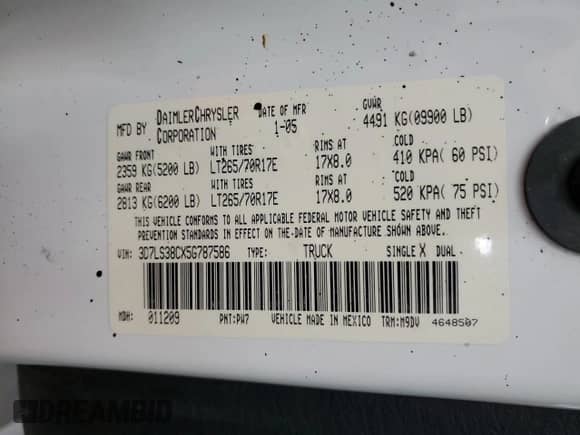 MFD BY DAIMLERCHRYSLER CORPORATION DATE OF MFR 1-05 GVWR 4491 KG(09900 LB)
GAWR FRONT WITH TIRES RIMS AT COLD
2359 KG(5200 LB) LT265/70R17E 17X8.0 410 KPA( 60 PSI)
GAWR REAR WITH TIRES RIMS AT COLD
2813 KG(6200 LB) LT265/70R17E 17X8.0 520 KPA( 75 PSI)
THIS VEHICLE CONFORMS TO ALL APPLICABLE FEDERAL MOTOR VEHICLE SAFETY AND THEFT
PREVENTION STANDARDS IN EFFECT ON THE DATE OF MANUFACTURE SHOWN ABOVE.
VIN: 3D7LS38CX5G787586 TYPE: TRUCK SINGLE X DUAL
MDH: 011209 PNT:PW7 VEHICLE MADE IN MEXICO TRM:M9DV 4648507
DREAMBID